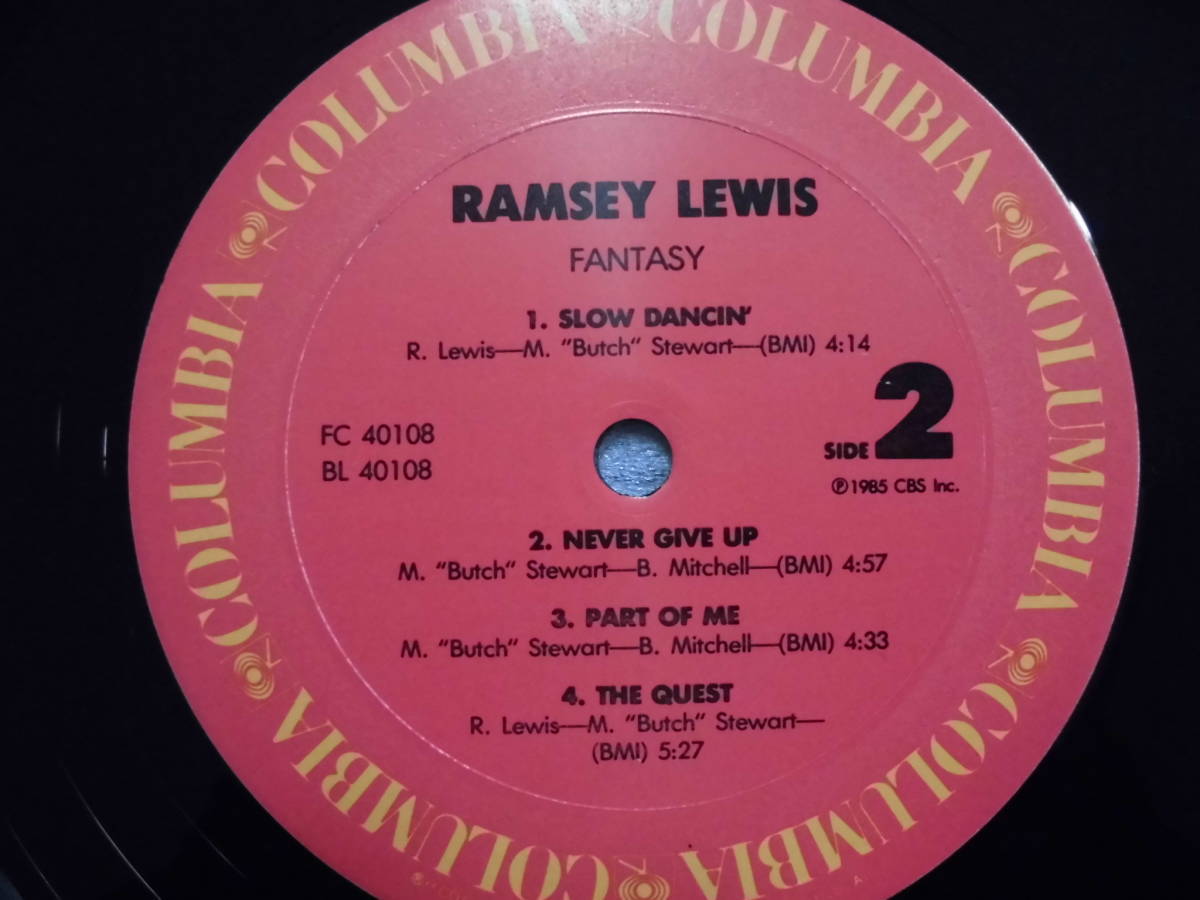 COLUMBIA COLUMBIA COLUMBIA COLUMBIA COLUMBIA COLUMBIA COLUMBIA COLUMBIA
RAMSEY LEWIS
FANTASY
1. SLOW DANCIN'
R. Lewis—M. "Butch" Stewart—(BMI) 4:14
FC 40108
BL 40108
SIDE 2
℗1985 CBS Inc.
2. NEVER GIVE UP
M. "Butch" Stewart—B. Mitchell—(BMI) 4:57
3. PART OF ME
M. "Butch" Stewart—B. Mitchell—(BMI) 4:33
4. THE QUEST
R. Lewis—M. "Butch" Stewart—
(BMI) 5:27